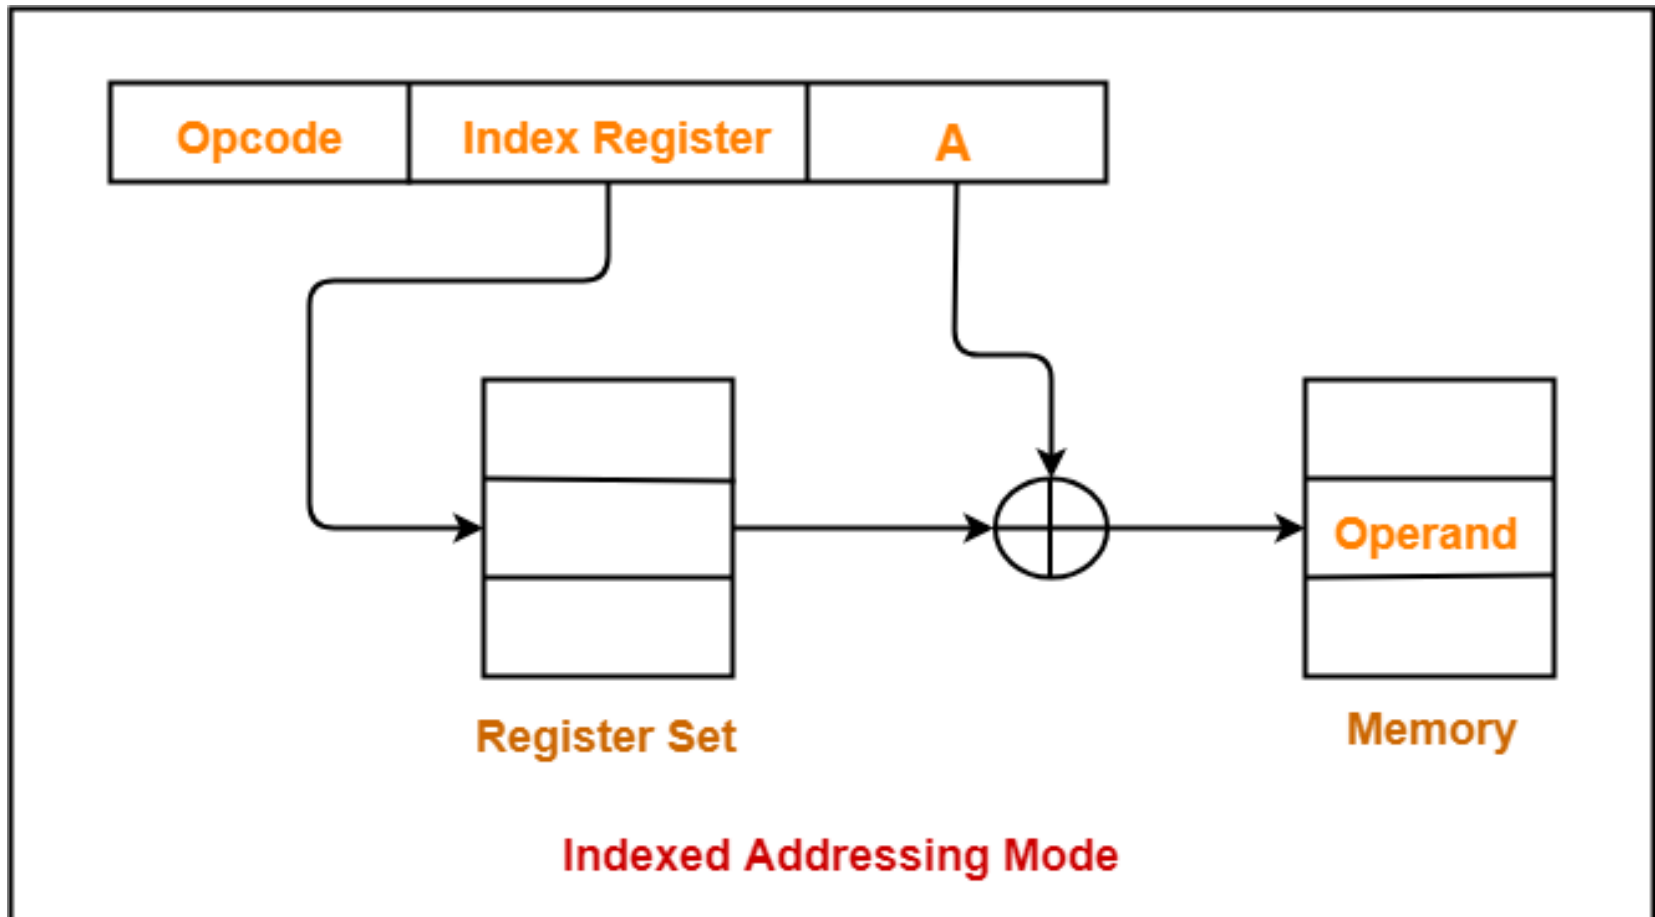 Opcode Index Register A
Operand
Register Set Memory
Indexed Addressing Mode